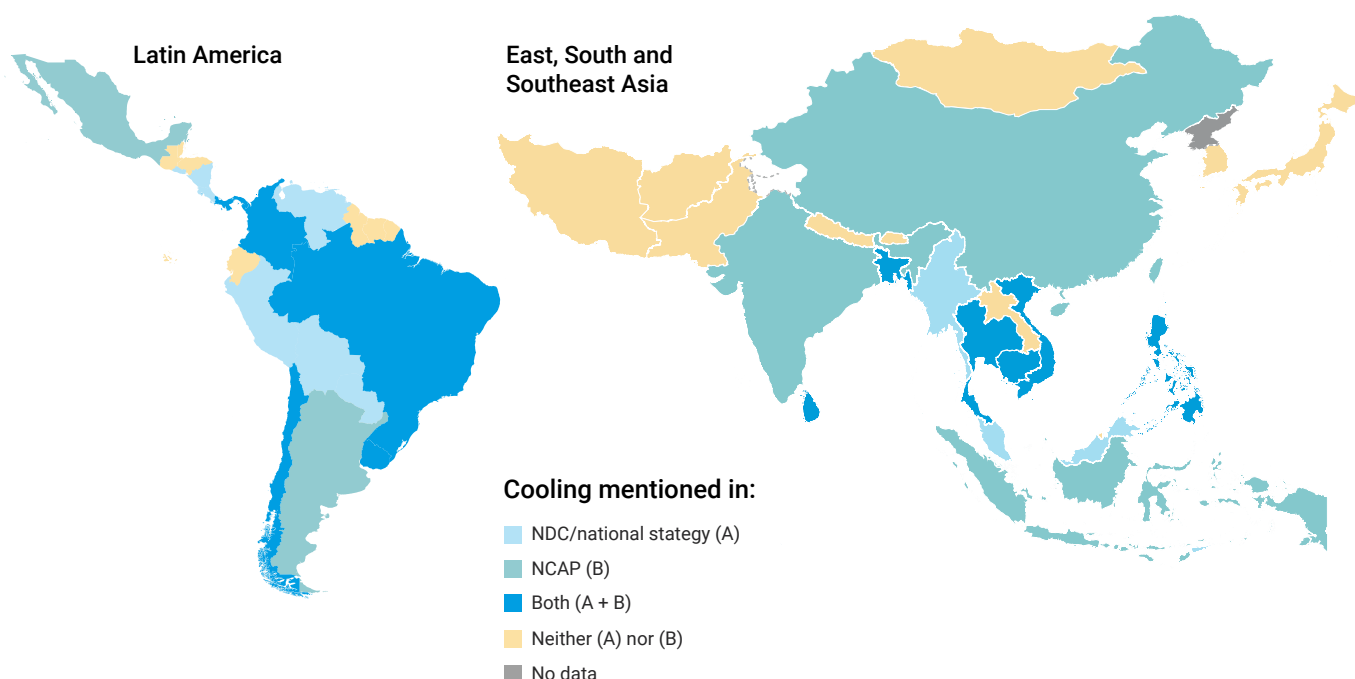 Latin America
East, South and
Southeast Asia
Cooling mentioned in:
NDC/national stategy (A)
NCAP (B)
Both (A + B)
Neither (A) nor (B)
No data